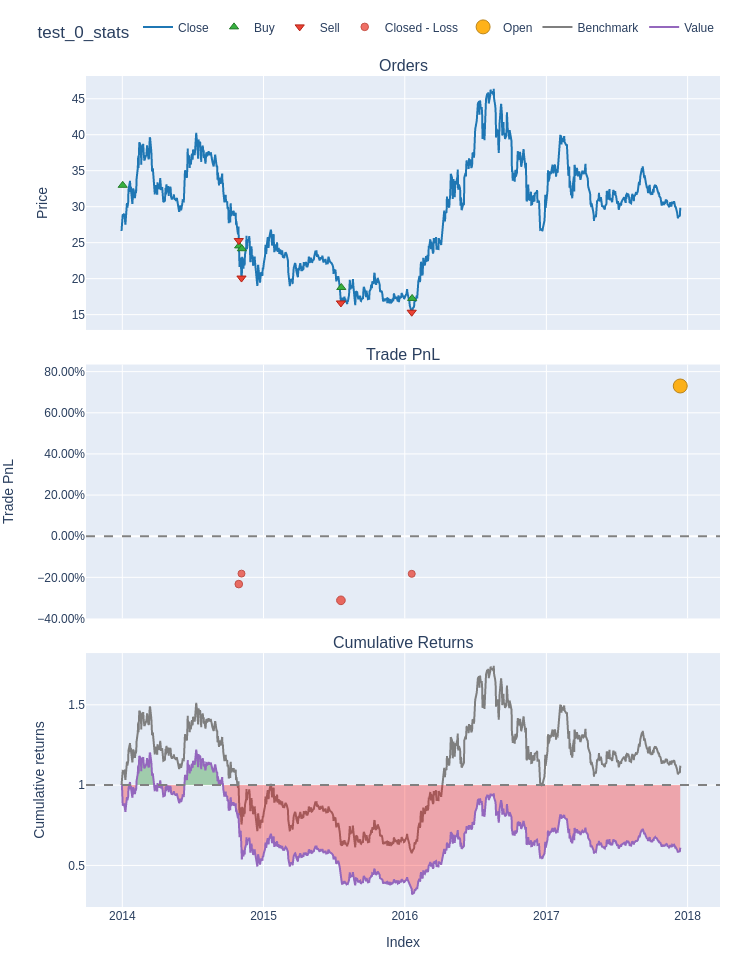 test_0_stats
Close Buy Sell Closed - Loss Open Benchmark Value
Orders
45
40
35
30
25
20
15
Price
Trade PnL
80.00%
60.00%
40.00%
20.00%
0.00%
−20.00%
−40.00%
Trade PnL
Cumulative Returns
1.5
1
0.5
Cumulative returns
2014 2015 2016 2017 2018
Index